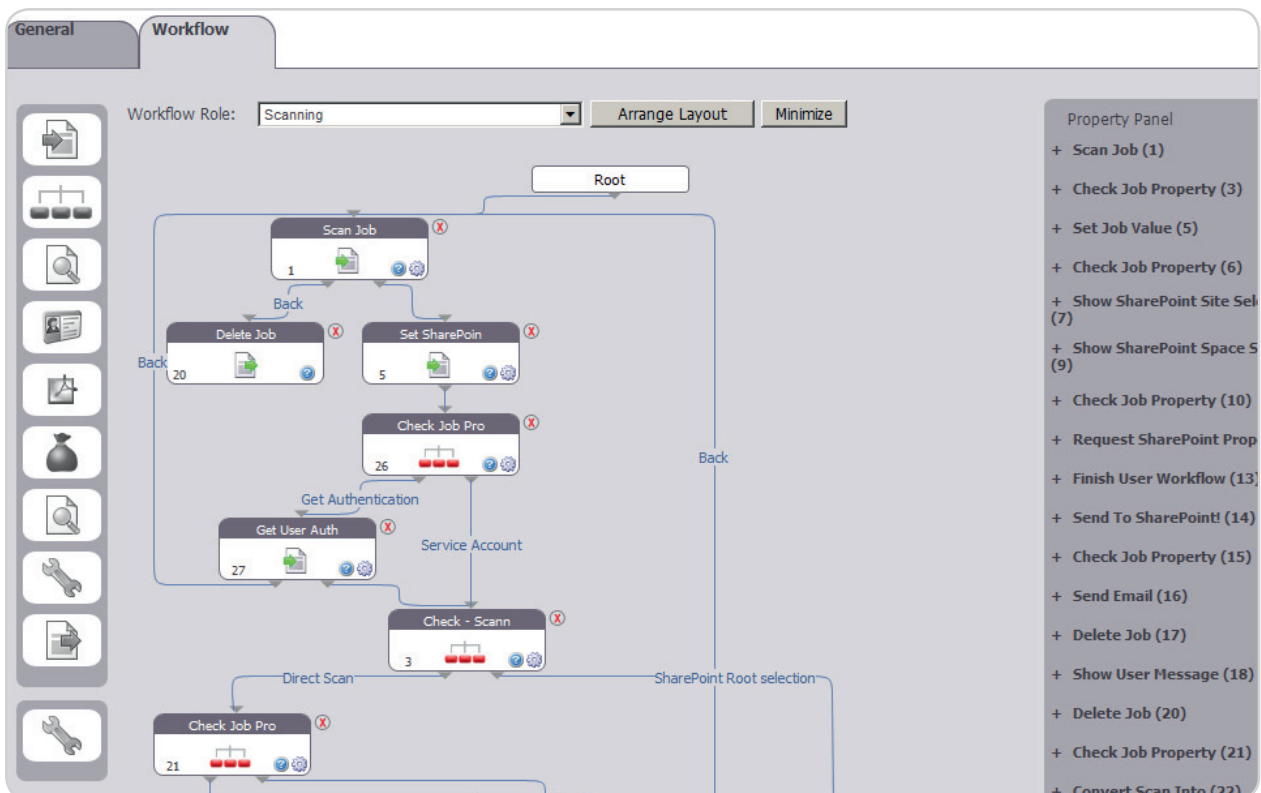 General
Workflow
Workflow Role:
Scanning
Arrange Layout
Minimize
Root
Scan Job
1
Back
Delete Job
20
Set SharePoin
5
Back
Check Job Pro
26
Get Authentication
Back
Get User Auth
27
Service Account
Check - Scann
3
Direct Scan
SharePoint Root selection
Check Job Pro
21
Property Panel
+ Scan Job (1)
+ Check Job Property (3)
+ Set Job Value (5)
+ Check Job Property (6)
+ Show SharePoint Site Sel
(7)
+ Show SharePoint Space S
(9)
+ Check Job Property (10)
+ Request SharePoint Prop
+ Finish User Workflow (13)
+ Send To SharePoint! (14)
+ Check Job Property (15)
+ Send Email (16)
+ Delete Job (17)
+ Show User Message (18)
+ Delete Job (20)
+ Check Job Property (21)
+ Convert Scan Into (22)